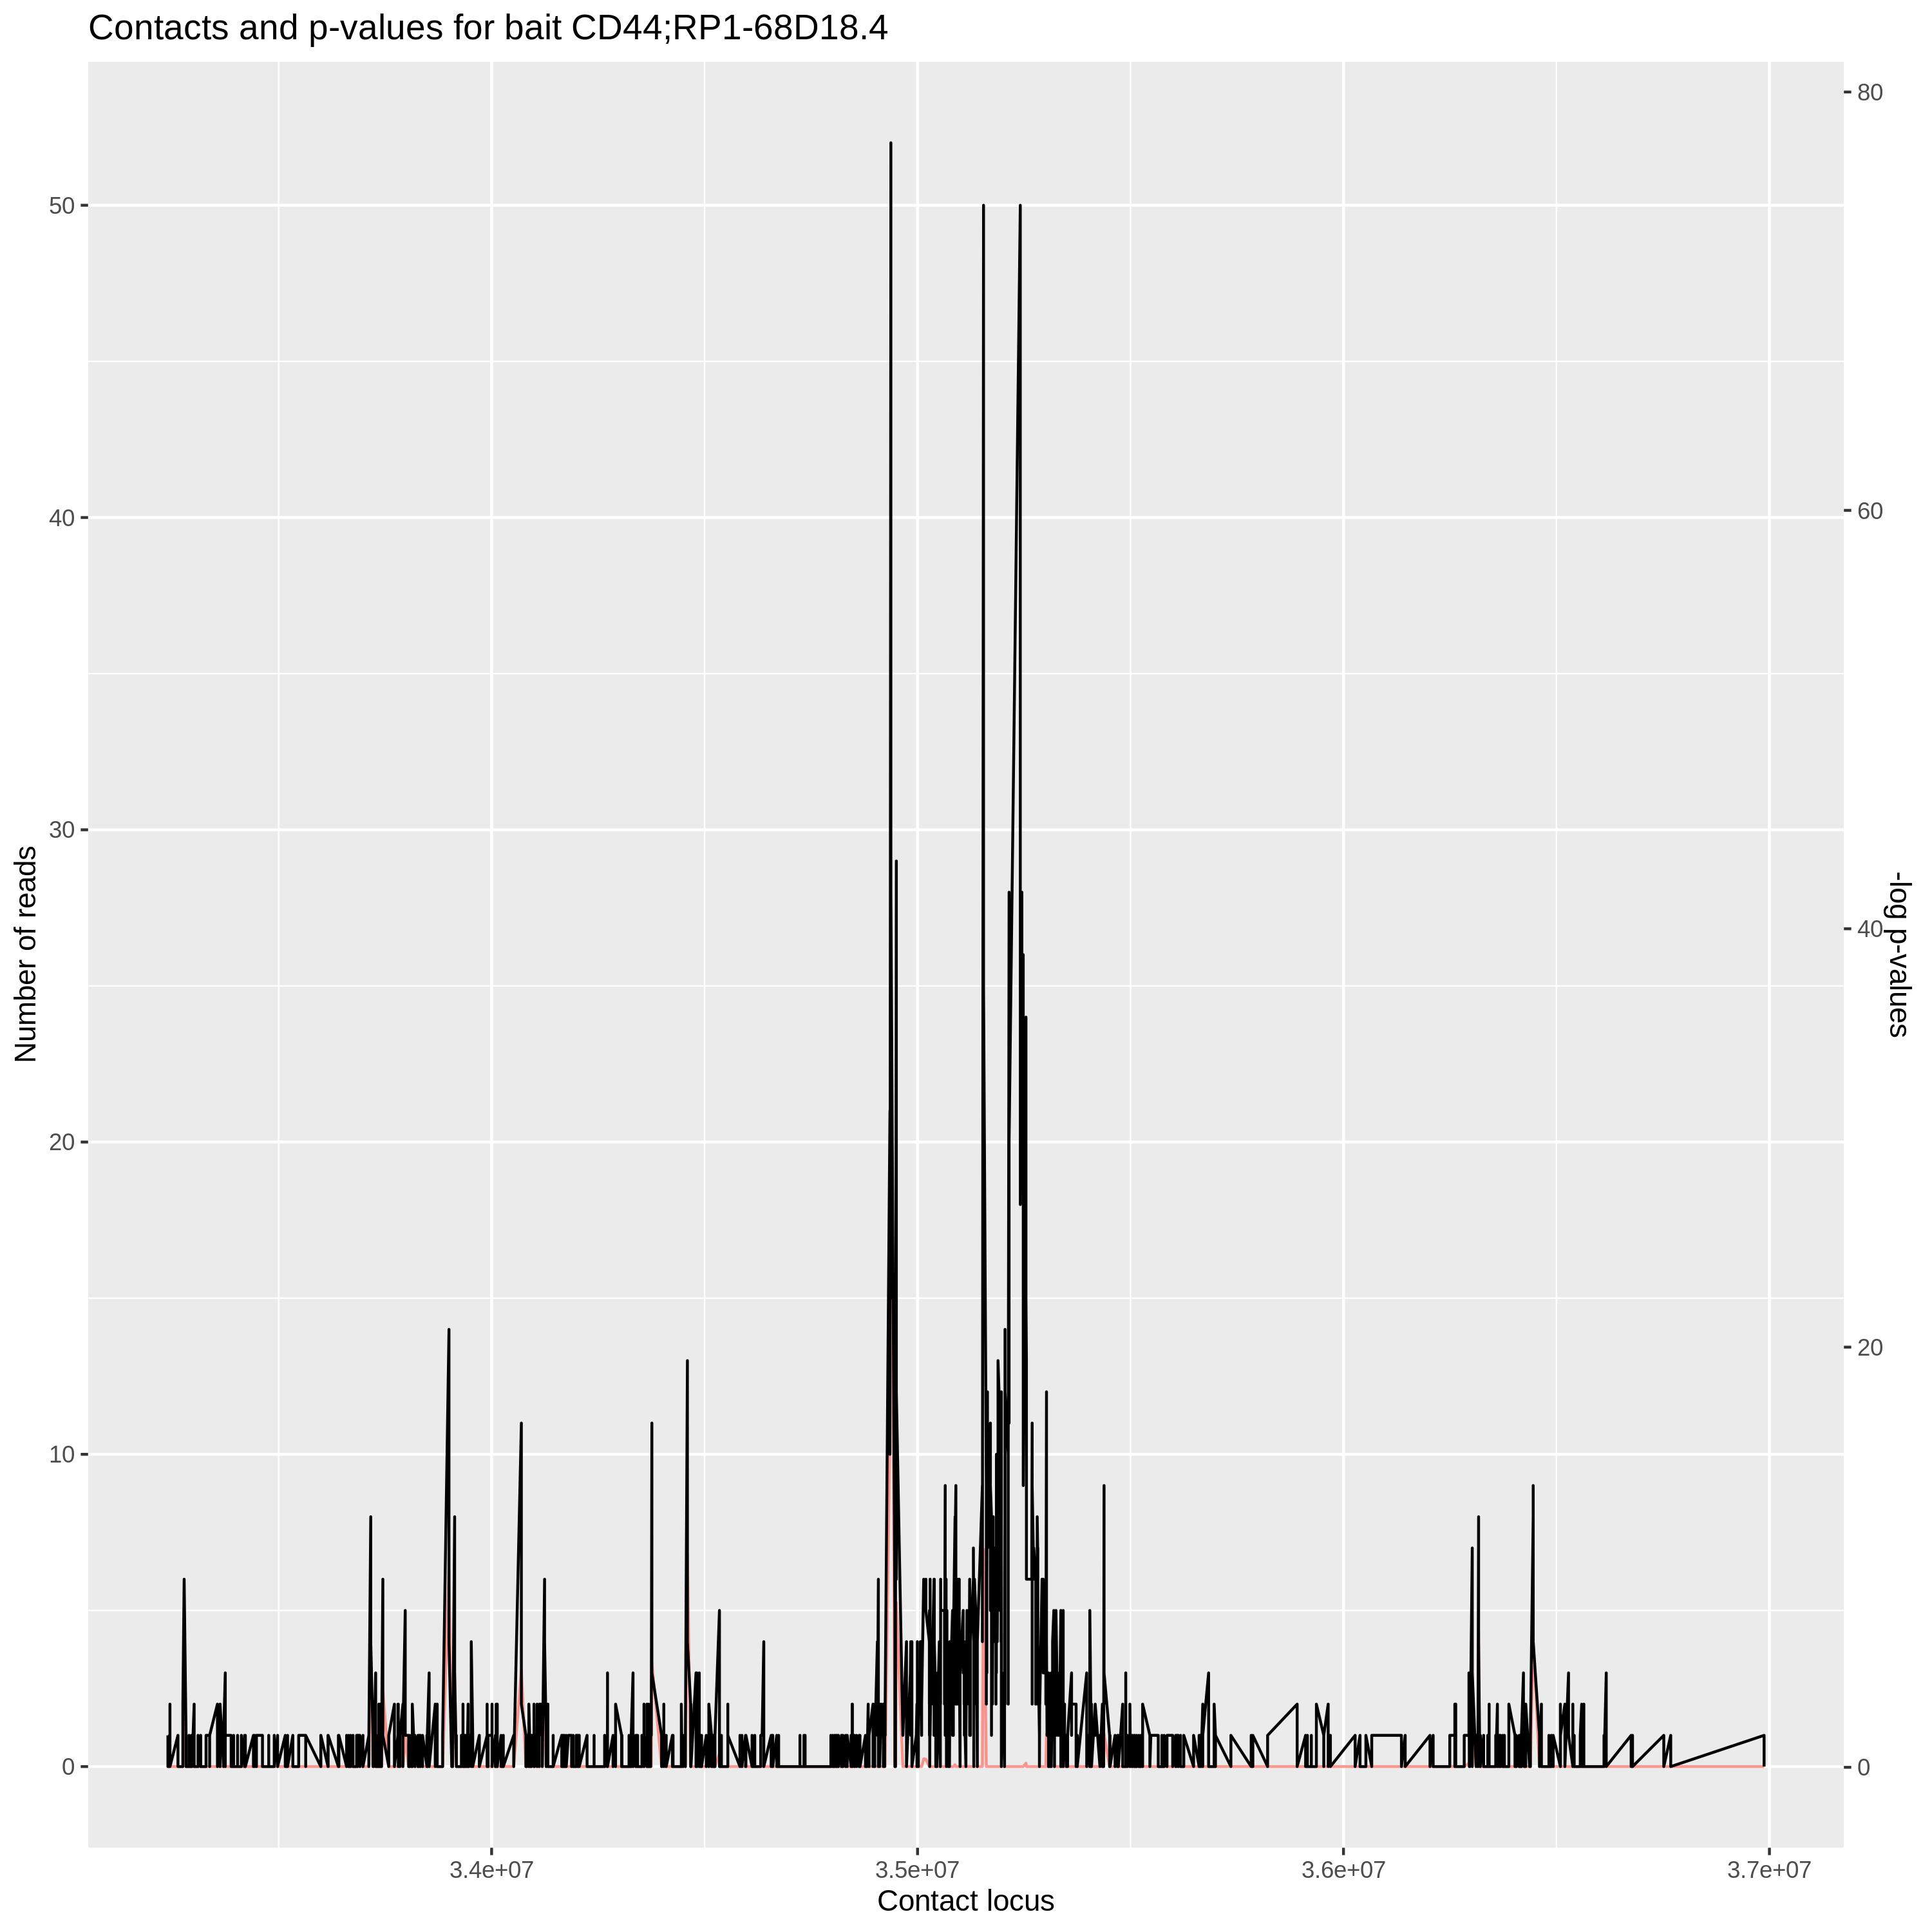 Contacts and p-values for bait CD44;RP1-68D18.4
80
50
40
60
30
40
20
20
10
0
0
Number of reads
-log p-values
3.4e+07
3.5e+07
3.6e+07
3.7e+07
Contact locus